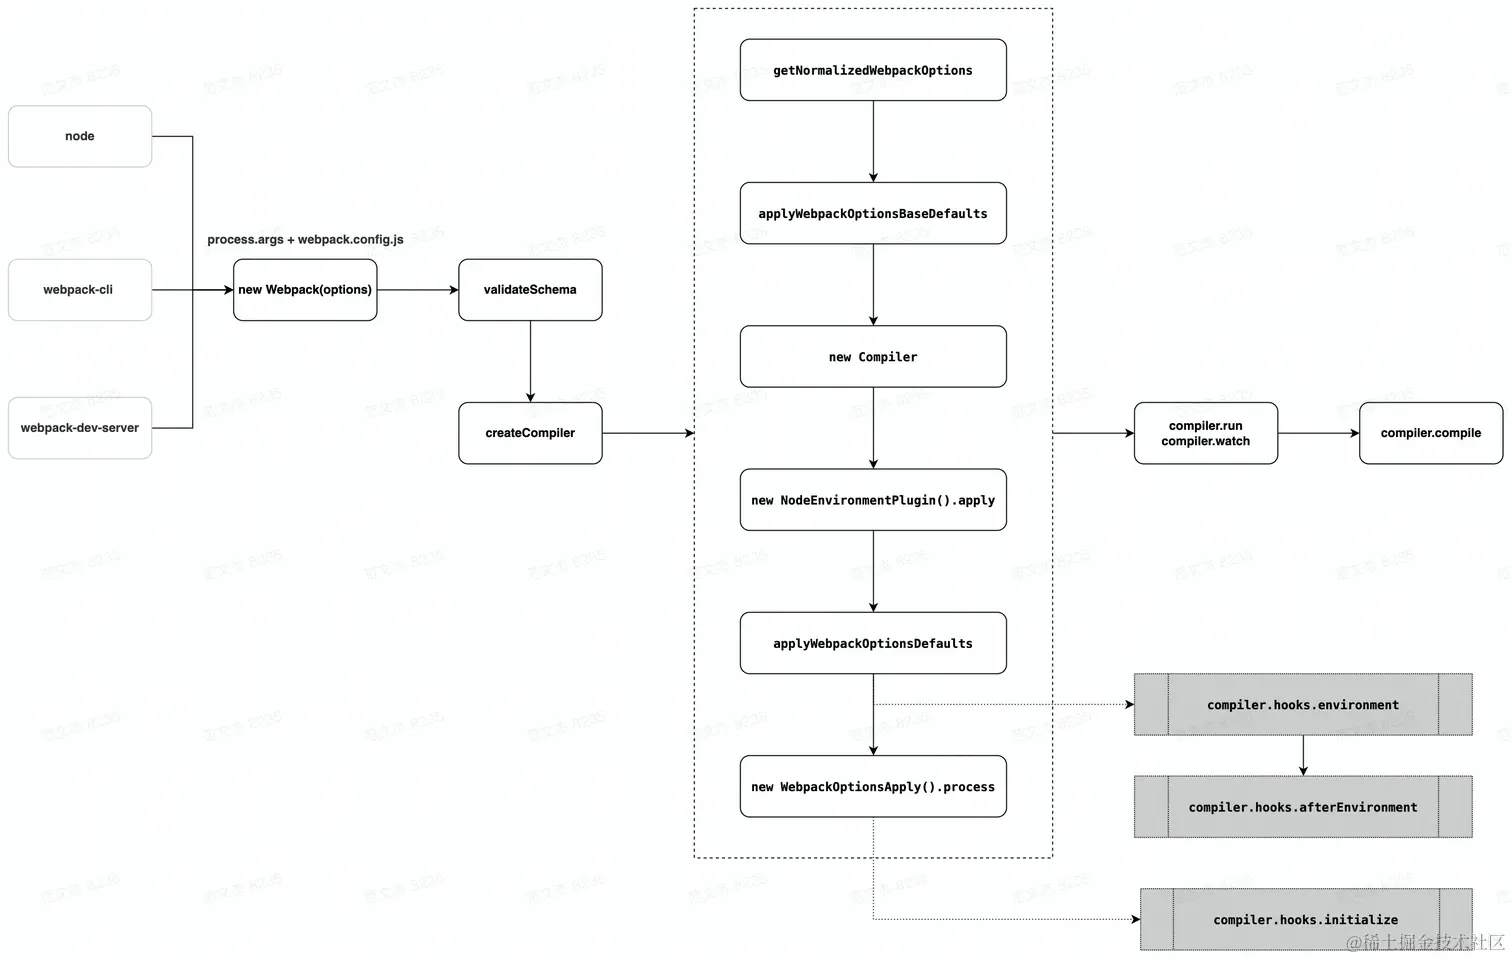 node
webpack-cli
webpack-dev-server
process.args + webpack.config.js
new Webpack(options)
validateSchema
createCompiler
getNormalizedWebpackOptions
applyWebpackOptionsBaseDefaults
new Compiler
new NodeEnvironmentPlugin().apply
applyWebpackOptionsDefaults
new WebpackOptionsApply().process
compiler.run
compiler.watch
compiler.compile
compiler.hooks.environment
compiler.hooks.afterEnvironment
compiler.hooks.initialize
@稀土掘金技术社区